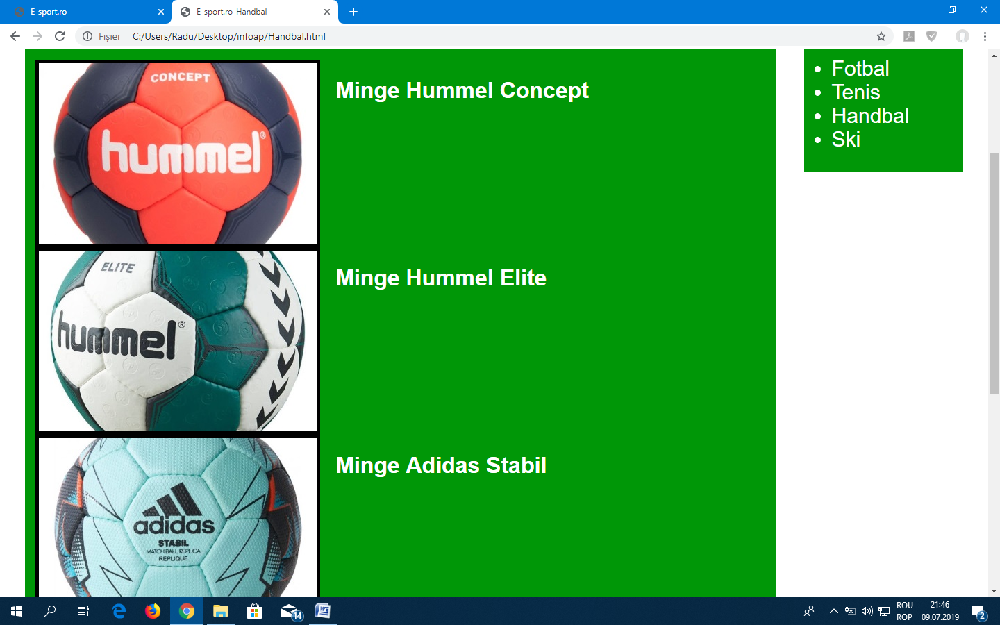 E-sport.ro
E-sport.ro-Handbal
Fișier
C:/Users/Radu/Desktop/infoap/Handbal.html
CONCEPT
hummel®
Minge Hummel Concept
Fotbal
Tenis
Handbal
Ski
ELITE
hummel®
Minge Hummel Elite
adidas
STABIL
MATCH BALL REPLICA
REPLIQUE
Minge Adidas Stabil
14
ROU
ROP
21:46
09.07.2019
2